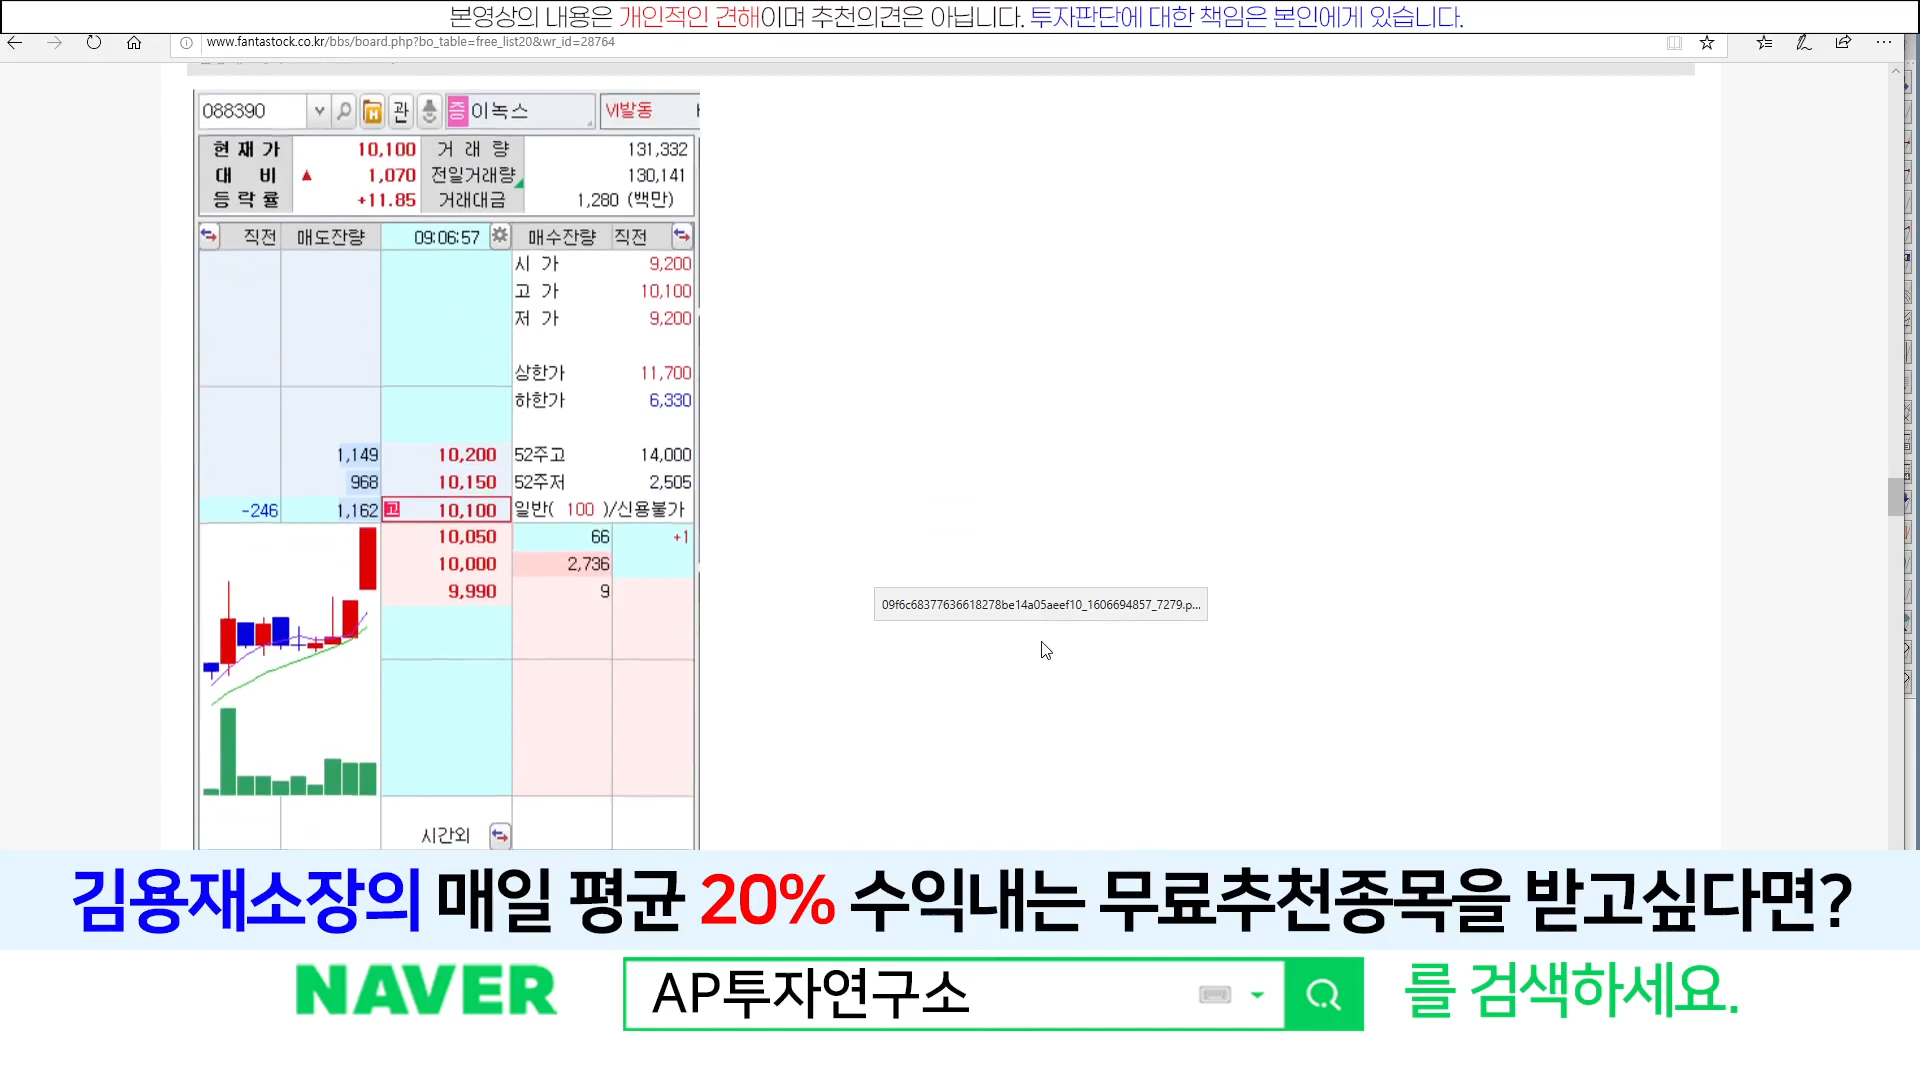 본영상의 내용은 개인적인 견해이며 추천의견은 아닙니다. 투자판단에 대한 책임은 본인에게 있습니다.
www.fantastock.co.kr/bbs/board.php?bo_table=free_list20&wr_id=28764
088390 관 증 이녹스 VI발동
현재가 10,100 거래량 131,332
대비 ▲ 1,070 전일거래량 130,141
등락률 +11.85 거래대금 1,280 (백만)
직전 매도잔량 09:06:57 매수잔량 직전
시 가 9,200
고 가 10,100
저 가 9,200
상한가 11,700
하한가 6,330
1,149 10,200 52주고 14,000
968 10,150 52주저 2,505
-246 1,162 고 10,100 일반( 100 )/신용불가
10,050 66 +1
10,000 2,736
9,990 9
09f6c68377636618278be14a05aeef10_1606694857_7279.p...
시간외
김용재소장의 매일 평균 20% 수익내는 무료추천종목을 받고싶다면?
NAVER AP투자연구소 를 검색하세요.